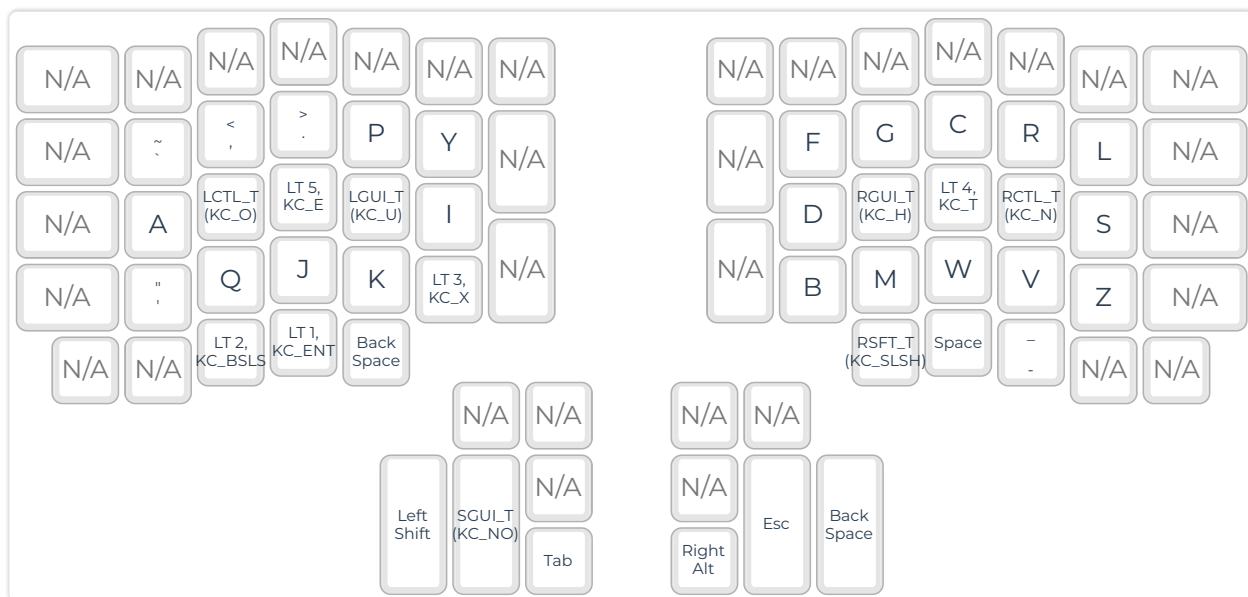 N/A N/A N/A N/A N/A N/A N/A N/A N/A N/A N/A N/A N/A N/A
N/A ~ < > P Y N/A N/A F G C R L N/A
` , .
N/A A LCTL_T LT 5, LGUI_T I D RGUI_T LT 4, RCTL_T S N/A
(KC_O) KC_E (KC_U) (KC_H) KC_T (KC_N)
N/A " Q J K LT 3, N/A N/A B M W V Z N/A
' KC_X
N/A N/A LT 2, LT 1, Back RSFT_T Space _ N/A N/A
KC_BSLS KC_ENT Space (KC_SLSH) -
N/A N/A N/A N/A
N/A N/A
Left SGUI_T Esc Back
Shift (KC_NO) Space
Tab Right
Alt